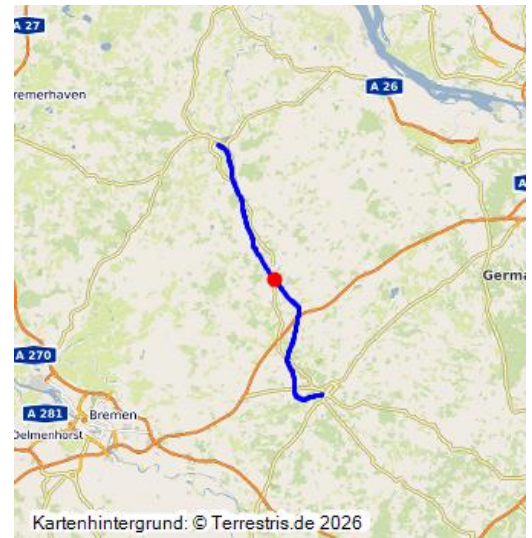 A 27
remerhaven
A 26
A
Germa
A 270
A 281
Bremen
Delmenhorst
Kartenhintergrund: © Terrestris.de 2026